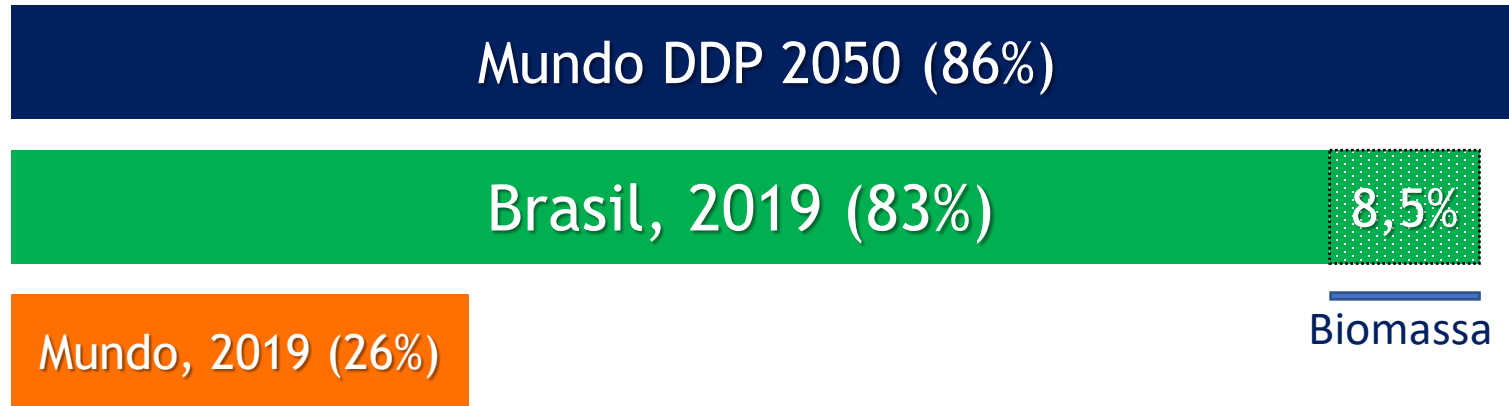 Mundo DDP 2050 (86%)
Brasil, 2019 (83%)
8,5%
Biomassa
Mundo, 2019 (26%)